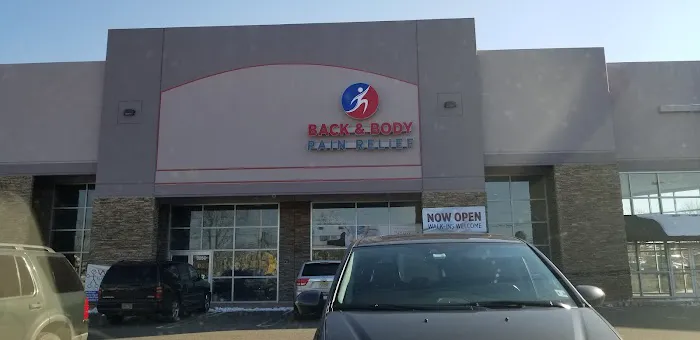 BACK & BODY
PAIN RELIEF
NOW OPEN
WALK-INS WELCOME